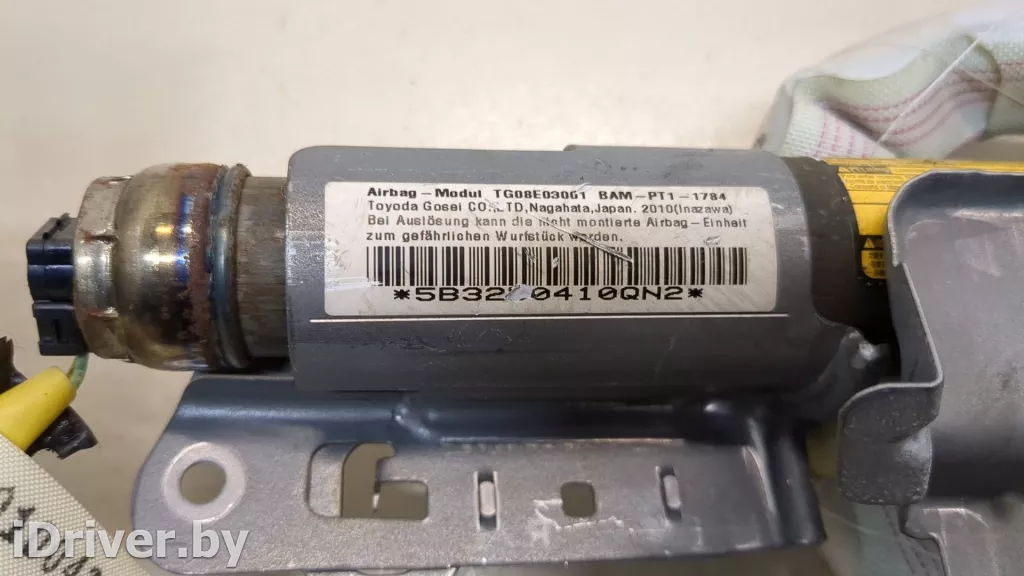 Airbag-Modul TG08E03001 BAM-PT1-1784
Toyoda Gosei CO.,LTD,Nagahata,Japan. 2010(Inazawa)
Bei Auslösung kann die nicht montierte Airbag-Einheit
zum gefährlichen Wurfstück werden.
iDriver.by